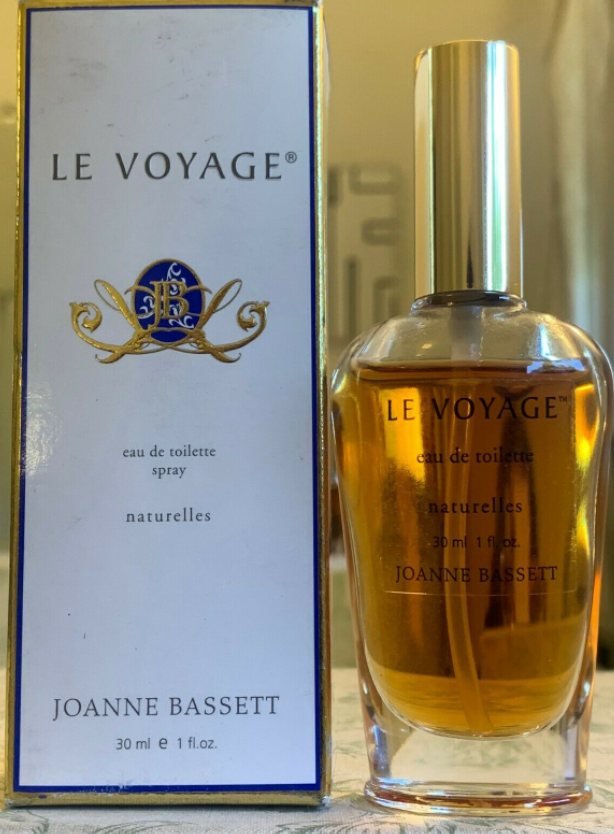 LE VOYAGE®
B
eau de toilette
spray
naturelles
JOANNE BASSETT
30 ml e 1 fl.oz.
LE VOYAGE™
eau de toilette
naturelles
30 ml 1 fl. oz.
JOANNE BASSETT